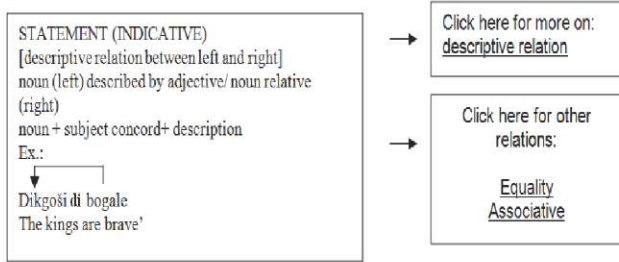 STATEMENT (INDICATIVE)
[descriptive relation between left and right]
noun (left) described by adjective/ noun relative
(right)
noun + subject concord+ description
Ex.:
Dikgoši di bogale
The kings are brave'
Click here for more on:
descriptive relation
Click here for other
relations:
Equality
Associative